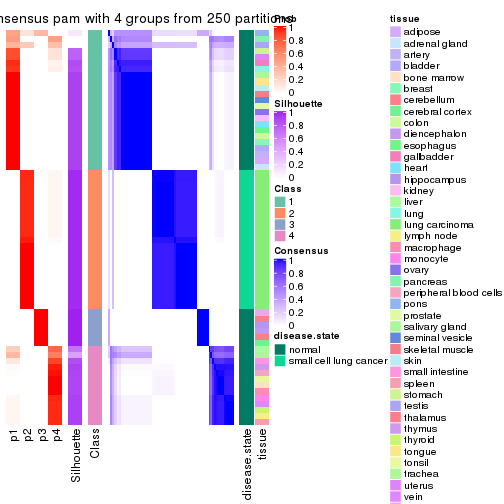 nsensus pam with 4 groups from 250 partitions
Prob
1
0.8
0.6
0.4
0.2
0
Silhouette
1
0.8
0.6
0.4
0.2
0
Class
1
2
3
4
Consensus
1
0.8
0.6
0.4
0.2
0
disease.state
normal
small cell lung cancer
tissue
adipose
adrenal gland
artery
bladder
bone marrow
breast
cerebellum
cerebral cortex
colon
diencephalon
esophagus
gallbadder
heart
hippocampus
kidney
liver
lung
lung carcinoma
lymph node
macrophage
monocyte
ovary
pancreas
peripheral blood cells
pons
prostate
salivary gland
seminal vesicle
skeletal muscle
skin
small intestine
spleen
stomach
testis
thalamus
thymus
thyroid
tongue
tonsil
trachea
uterus
vein
p1
p2
p3
p4
Silhouette
Class
disease.state
tissue